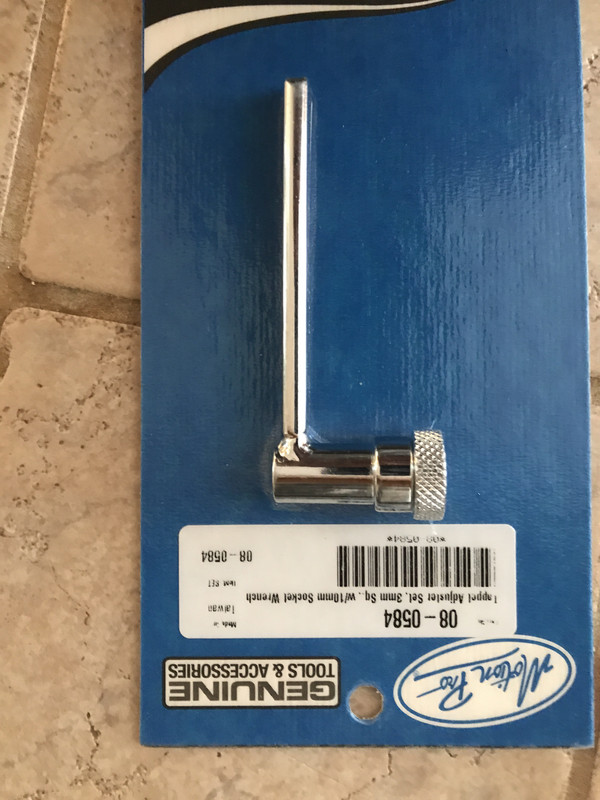 Motion Pro
GENUINE
TOOLS & ACCESSORIES
08-0584
Made In Taiwan
Tappet Adjuster Set, 3mm Sq., w/10mm Socket Wrench
SET
*08-0584*
08-0584